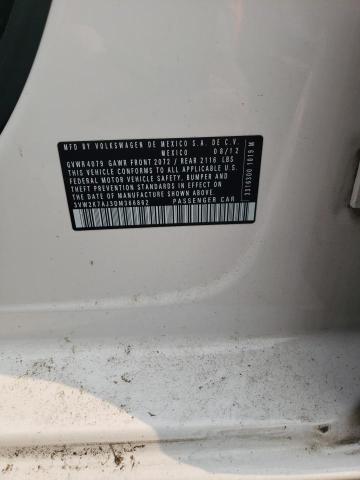 MFD BY VOLKSWAGEN DE MEXICO S.A. DE C.V.
MEXICO 08/12
GVWR 4079 GAWR FRONT 2072 / REAR 2116 LBS
THIS VEHICLE CONFORMS TO ALL APPLICABLE U.S.
FEDERAL MOTOR VEHICLE SAFETY, BUMPER AND THEFT
PREVENTION STANDARDS IN EFFECT ON THE
DATE OF MANUFACTURE SHOWN ABOVE.
3VW2K7AJ3DM366892 PASSENGER CAR